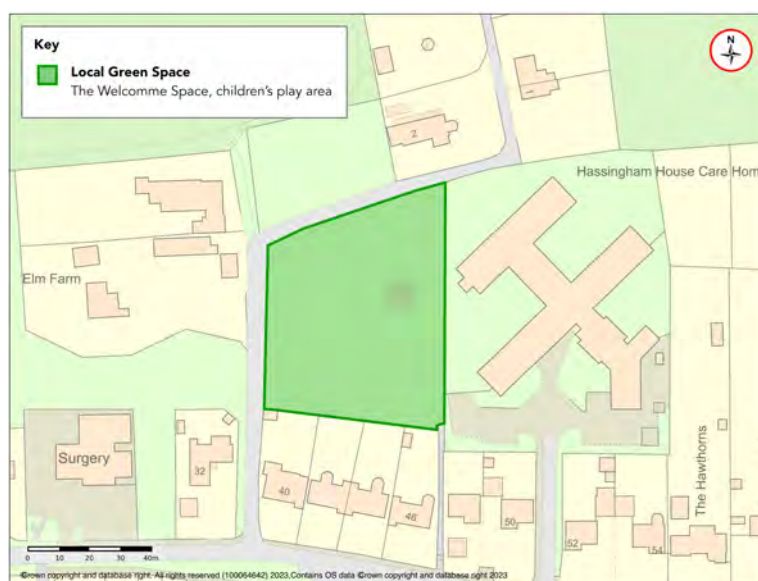 Key
Local Green Space
The Welcomme Space, children's play area
N
2
1
Hassingham House Care Hom
Elm Farm
Surgery
32
40
46
50
52
54
The Hawthorns
0 10 20 30 40m
©rown copyright and database right. All rights reserved (100064642) 2023,Contains OS data ©rown copyright and database right 2023